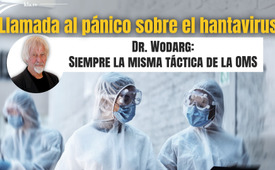 Llamada al pánico sobre el hantavirus
Dr. Wodarg:
Siempre la misma táctica de la OMS